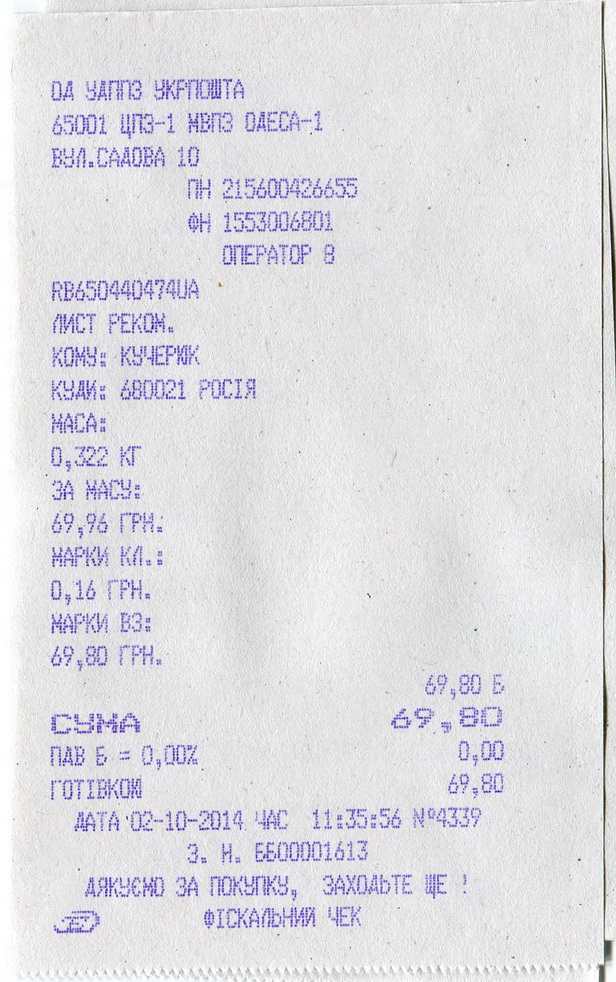 ОД УДППЗ УКРПОШТА
65001 ЦПЗ-1 МВПЗ ОДЕСА-1
ВУЛ.САДОВА 10
ПН 215600426655
ФН 1553006801
ОПЕРАТОР 8
RB650440474UA
ЛИСТ РЕКОМ.
КОМУ: КУЧЕРЮК
КУДИ: 680021 РОСІЯ
МАСА:
0,322 КГ
ЗА МАСУ:
69,96 ГРН.
МАРКИ КЛ.:
0,16 ГРН.
МАРКИ ВЗ:
69,80 ГРН.
69,80 Б
СУМА 69,80
ПДВ Б = 0,00% 0,00
ГОТІВКОЮ 69,80
ДАТА 02-10-2014 ЧАС 11:35:56 №4339
З. Н. ББ00001613
ДЯКУЄМО ЗА ПОКУПКУ, ЗАХОДЬТЕ ЩЕ !
ФІСКАЛЬНИЙ ЧЕК